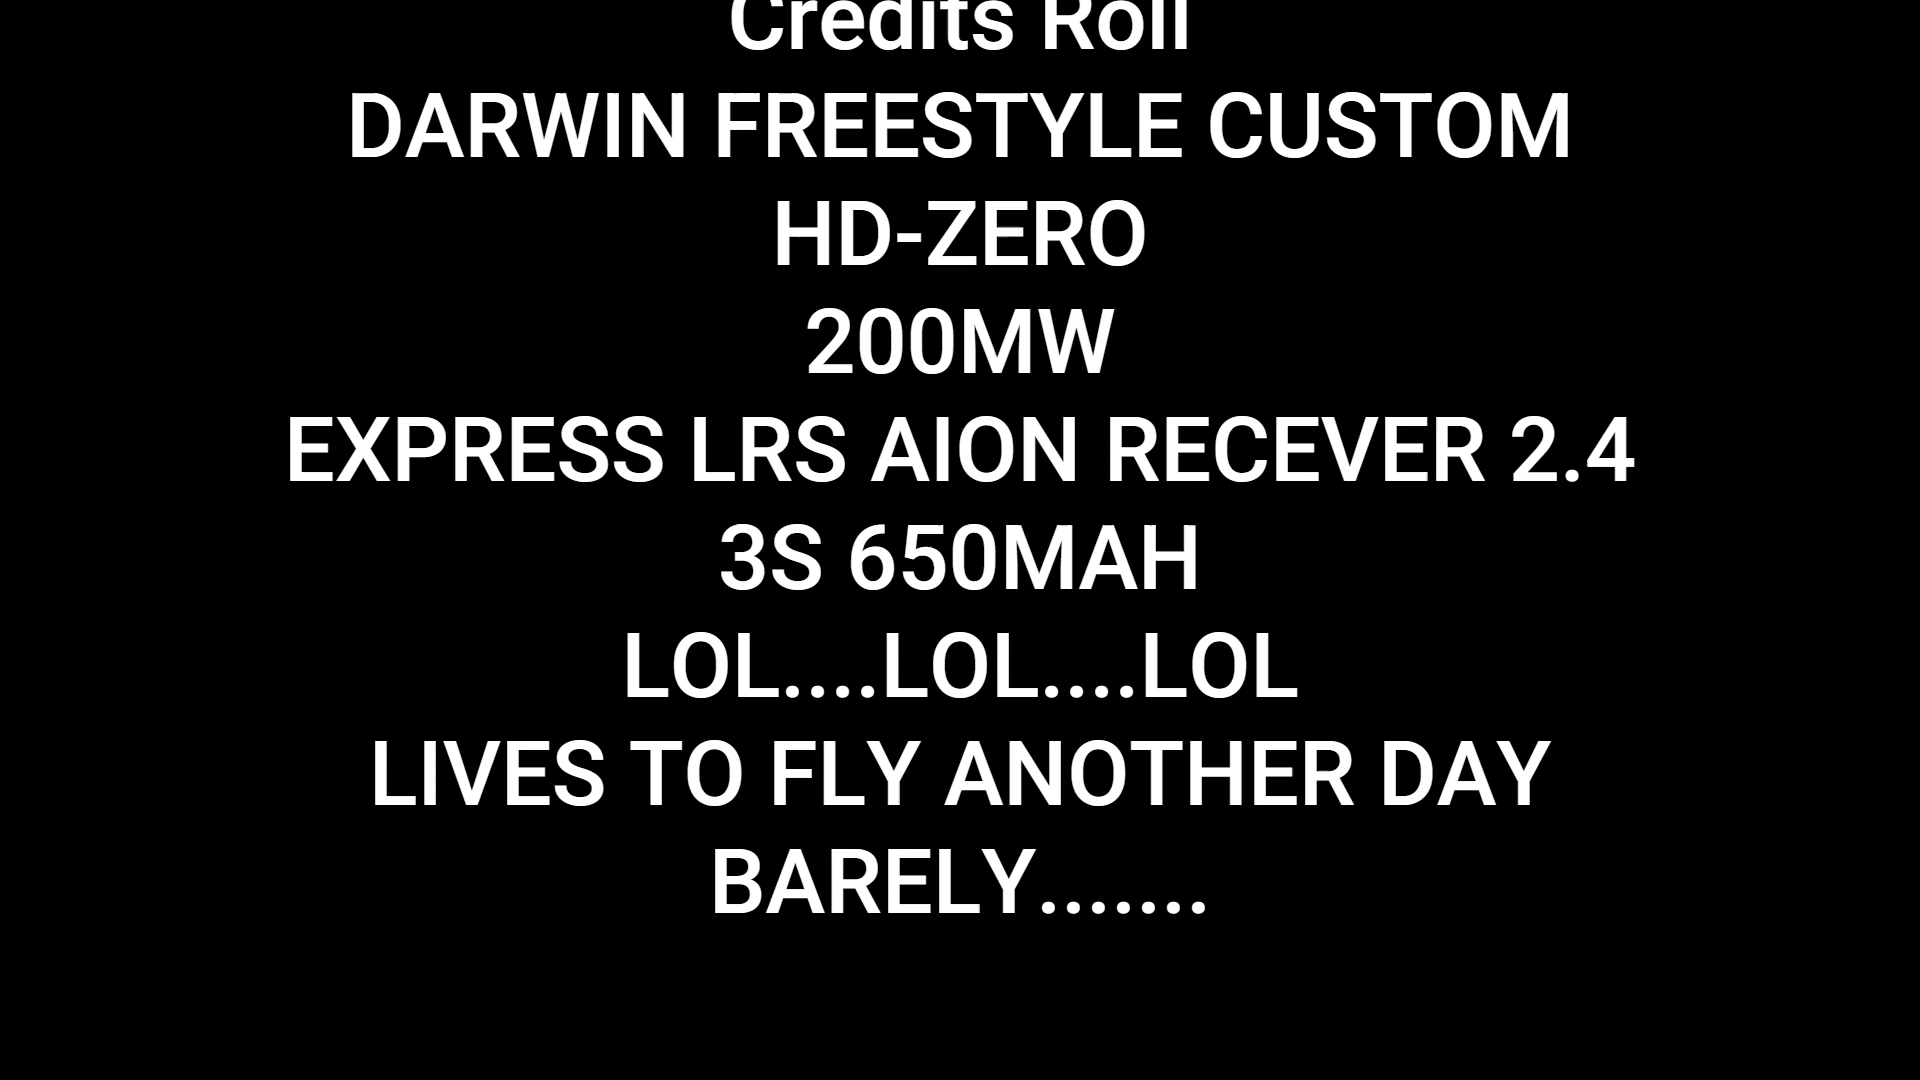 Credits Roll
DARWIN FREESTYLE CUSTOM
HD-ZERO
200MW
EXPRESS LRS AION RECEVER 2.4
3S 650MAH
LOL....LOL....LOL
LIVES TO FLY ANOTHER DAY
BARELY.......